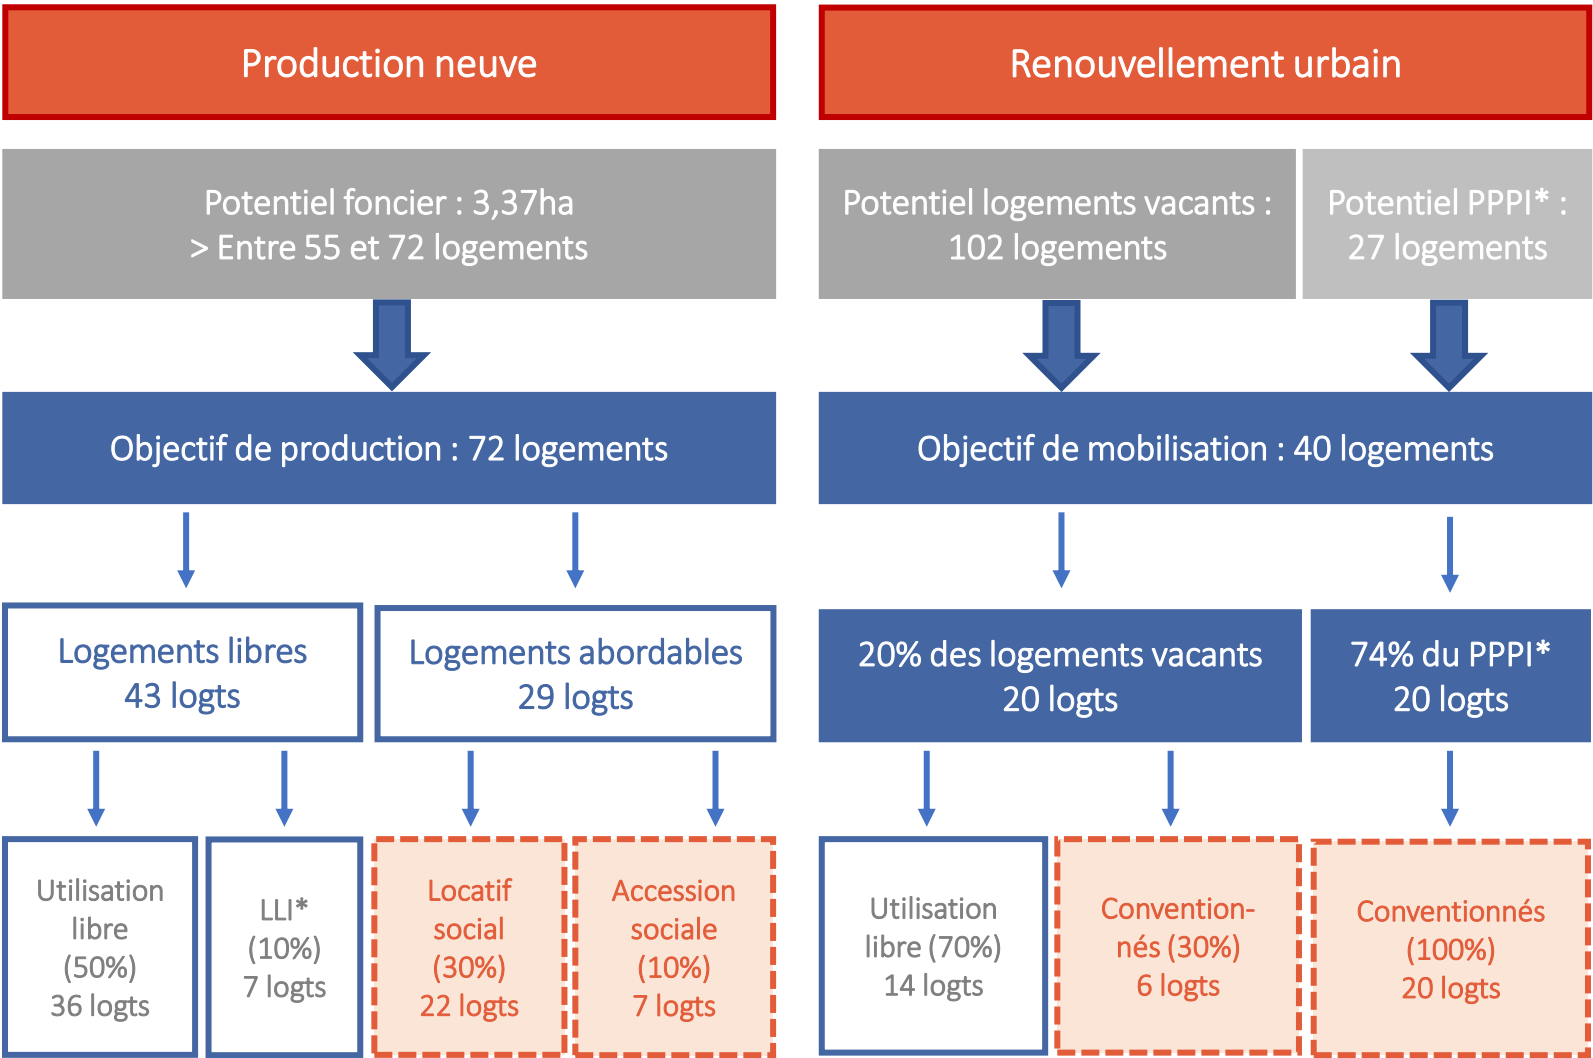 Production neuve
Renouvellement urbain
Potentiel foncier : 3,37ha
> Entre 55 et 72 logements
Potentiel logements vacants :
102 logements
Potentiel PPPI* :
27 logements
Objectif de production : 72 logements
Objectif de mobilisation : 40 logements
Logements libres
43 logts
Logements abordables
29 logts
20% des logements vacants
20 logts
74% du PPPI*
20 logts
Utilisation
libre
(50%)
36 logts
LLI*
(10%)
7 logts
Locatif
social
(30%)
22 logts
Accession
sociale
(10%)
7 logts
Utilisation
libre (70%)
14 logts
Convention-
nés (30%)
6 logts
Conventionnés
(100%)
20 logts